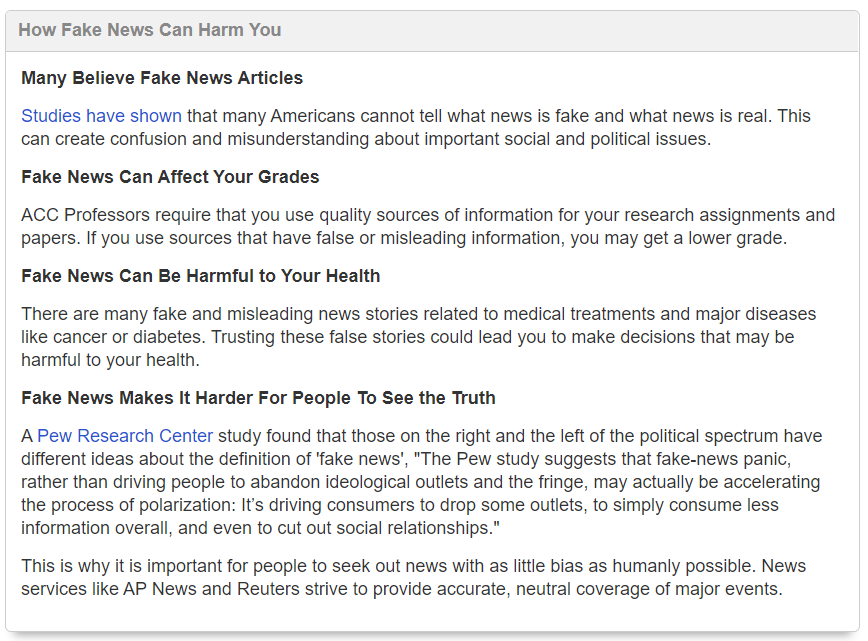 How Fake News Can Harm You
Many Believe Fake News Articles
Studies have shown that many Americans cannot tell what news is fake and what news is real. This
can create confusion and misunderstanding about important social and political issues.
Fake News Can Affect Your Grades
ACC Professors require that you use quality sources of information for your research assignments and
papers. If you use sources that have false or misleading information, you may get a lower grade.
Fake News Can Be Harmful to Your Health
There are many fake and misleading news stories related to medical treatments and major diseases
like cancer or diabetes. Trusting these false stories could lead you to make decisions that may be
harmful to your health.
Fake News Makes It Harder For People To See the Truth
A Pew Research Center study found that those on the right and the left of the political spectrum have
different ideas about the definition of 'fake news', "The Pew study suggests that fake-news panic,
rather than driving people to abandon ideological outlets and the fringe, may actually be accelerating
the process of polarization: It’s driving consumers to drop some outlets, to simply consume less
information overall, and even to cut out social relationships."
This is why it is important for people to seek out news with as little bias as humanly possible. News
services like AP News and Reuters strive to provide accurate, neutral coverage of major events.